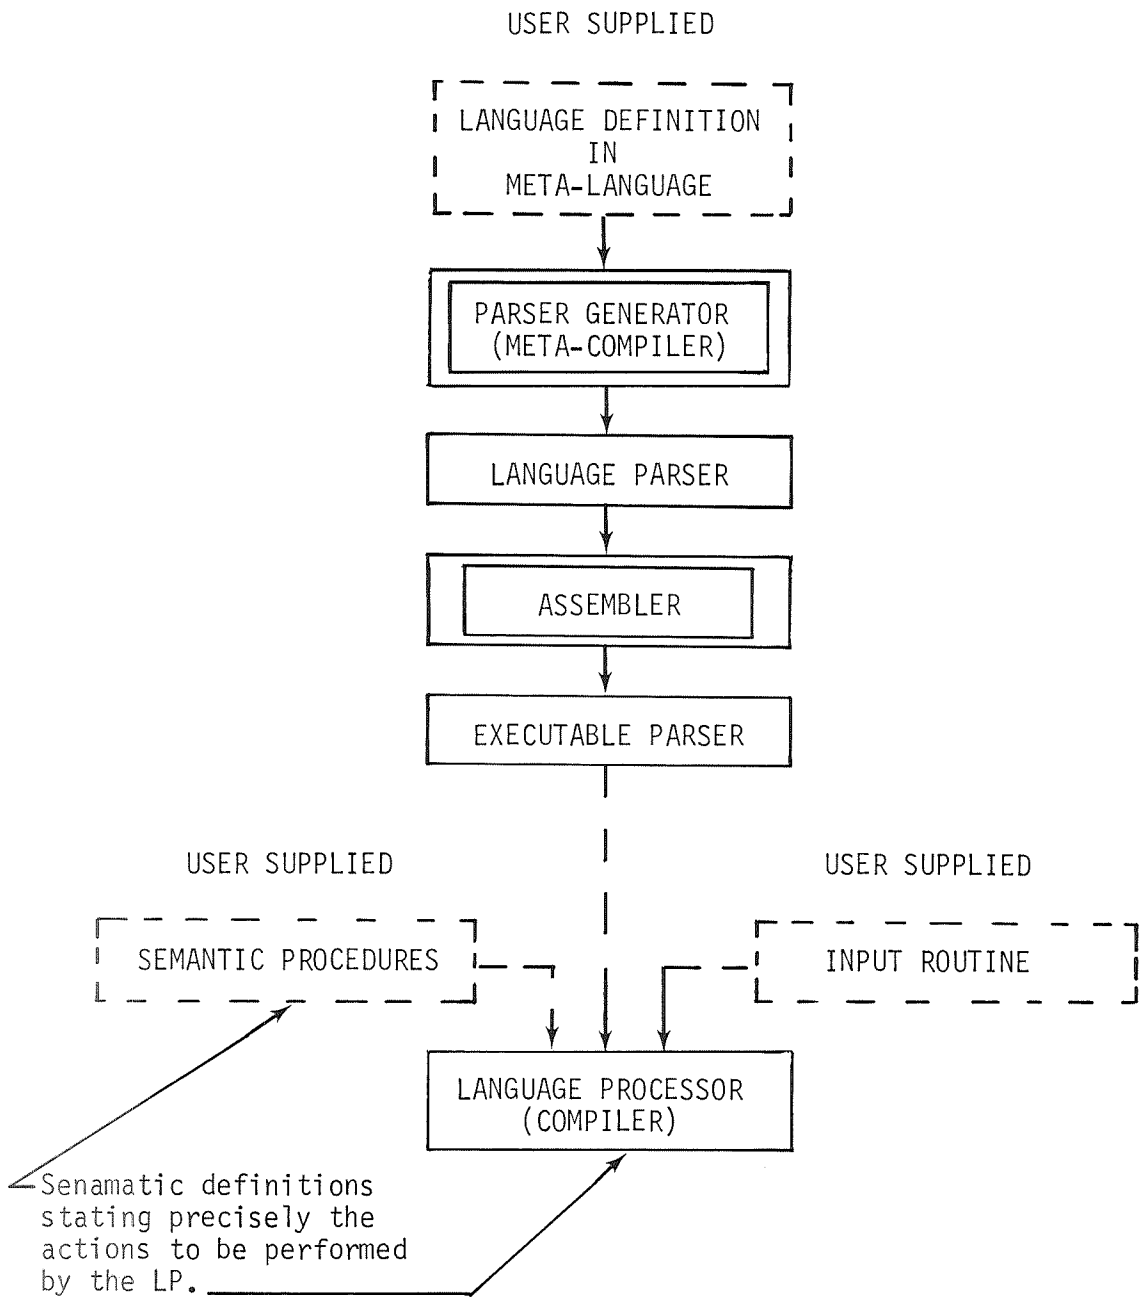 USER SUPPLIED
LANGUAGE DEFINITION
IN
META-LANGUAGE
PARSER GENERATOR
(META-COMPILER)
LANGUAGE PARSER
ASSEMBLER
EXECUTABLE PARSER
USER SUPPLIED
USER SUPPLIED
SEMANTIC PROCEDURES
INPUT ROUTINE
LANGUAGE PROCESSOR
(COMPILER)
Senamatic definitions
stating precisely the
actions to be performed
by the LP.